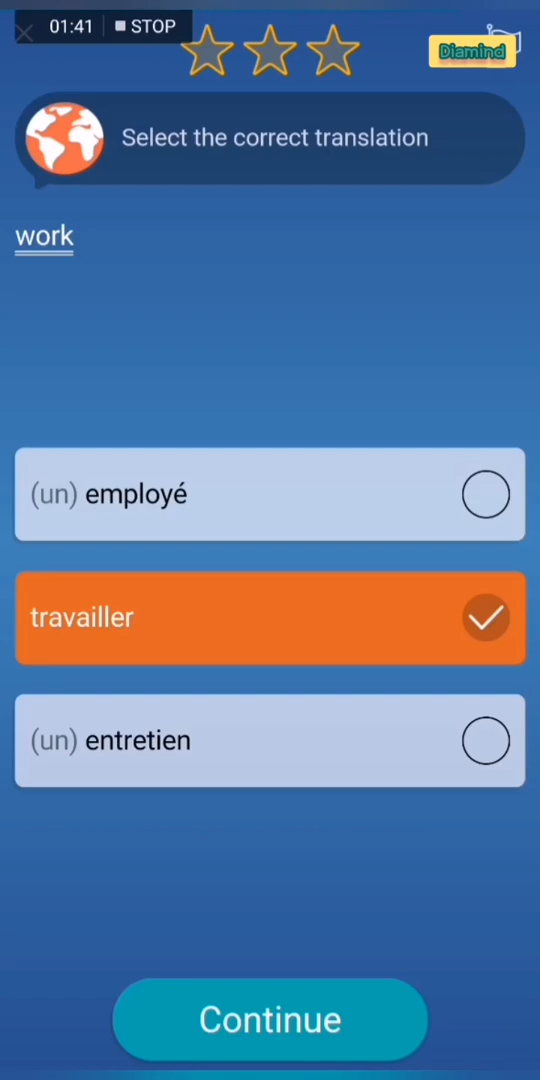 01:41 STOP
Diamind
Select the correct translation
work
(un) employé
travailler
(un) entretien
Continue